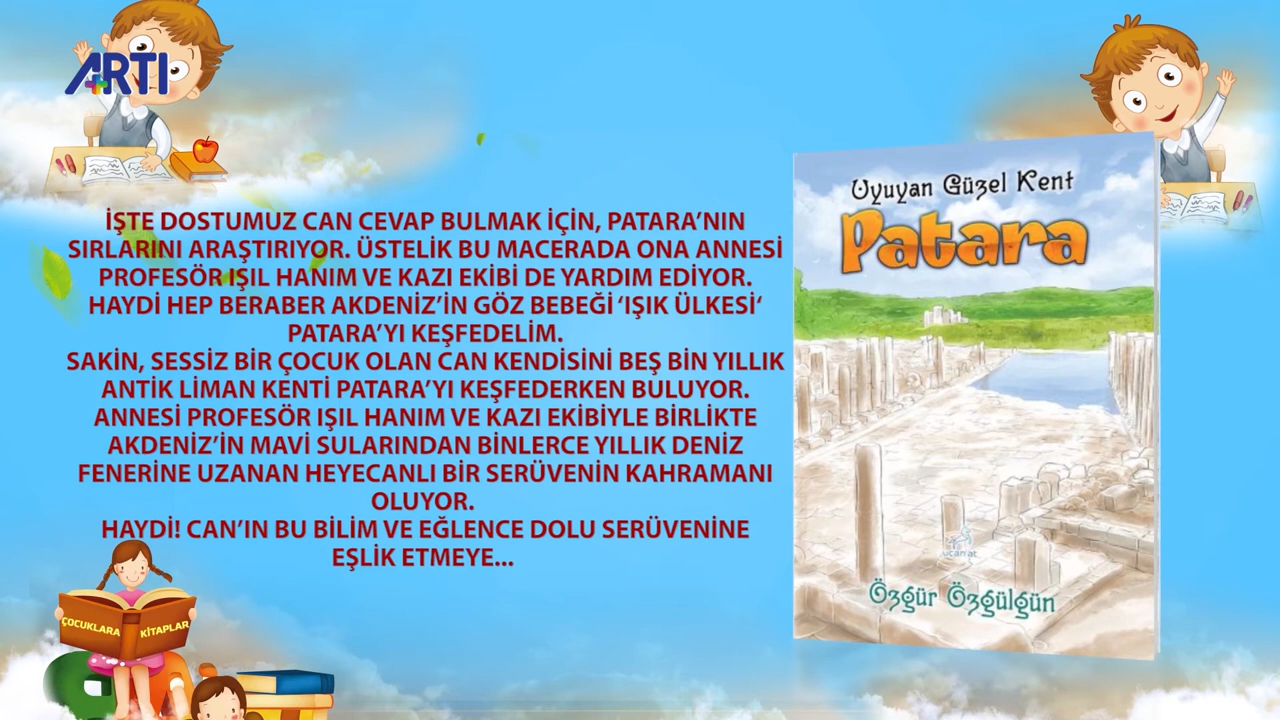 ARTI
İŞTE DOSTUMUZ CAN CEVAP BULMAK İÇİN, PATARA’NIN
SIRLARINI ARAŞTIRIYOR. ÜSTELİK BU MACERADA ONA ANNESİ
PROFESÖR IŞIL HANIM VE KAZI EKİBİ DE YARDIM EDİYOR.
HAYDİ HEP BERABER AKDENİZ’İN GÖZ BEBEĞİ ‘IŞIK ÜLKESİ‘
PATARA’YI KEŞFEDELİM.
SAKİN, SESSİZ BİR ÇOCUK OLAN CAN KENDİSİNİ BEŞ BİN YILLIK
ANTİK LİMAN KENTİ PATARA’YI KEŞFEDERKEN BULUYOR.
ANNESİ PROFESÖR IŞIL HANIM VE KAZI EKİBİYLE BİRLİKTE
AKDENİZ’İN MAVİ SULARINDAN BİNLERCE YILLIK DENİZ
FENERİNE UZANAN HEYECANLI BİR SERÜVENİN KAHRAMANI
OLUYOR.
HAYDİ! CAN’IN BU BİLİM VE EĞLENCE DOLU SERÜVENİNE
EŞLİK ETMEYE...
Uyuyan Güzel Kent
Patara
uçan at
Özgür Özgülgün
ÇOCUKLARA KİTAPLAR